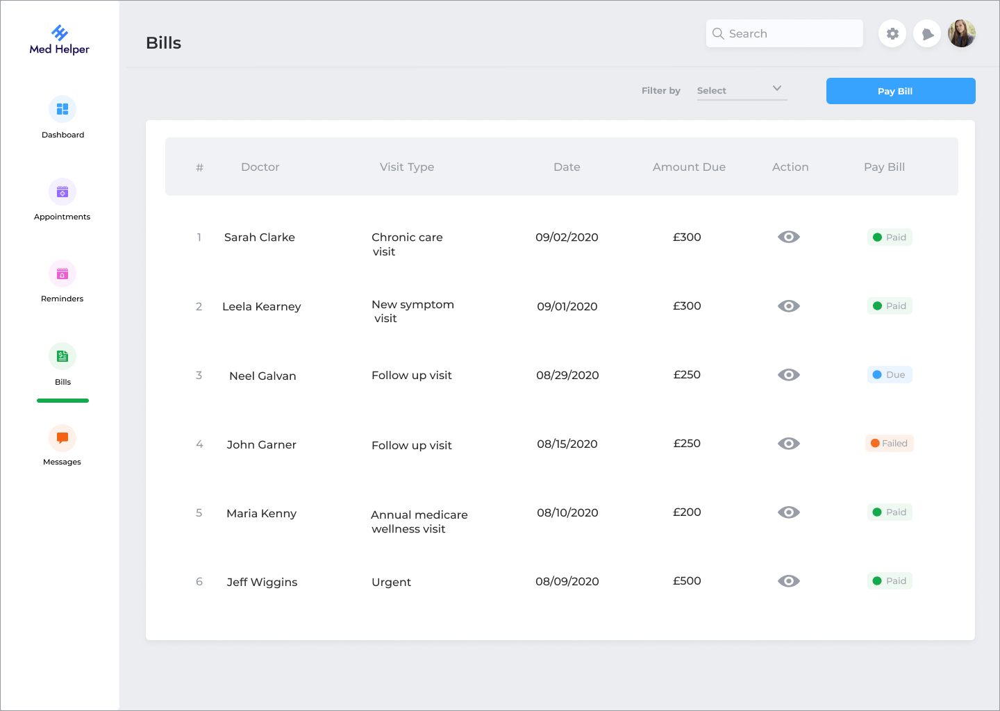 Med Helper
Bills
Search
Filter by
Select
Pay Bill
Dashboard
Appointments
Reminders
Bills
Messages
# Doctor Visit Type Date Amount Due Action Pay Bill
1 Sarah Clarke Chronic care 09/02/2020 £300 Paid
visit
2 Leela Kearney New symptom 09/01/2020 £300 Paid
visit
3 Neel Galvan Follow up visit 08/29/2020 £250 Due
4 John Garner Follow up visit 08/15/2020 £250 Failed
5 Maria Kenny Annual medicare 08/10/2020 £200 Paid
wellness visit
6 Jeff Wiggins Urgent 08/09/2020 £500 Paid